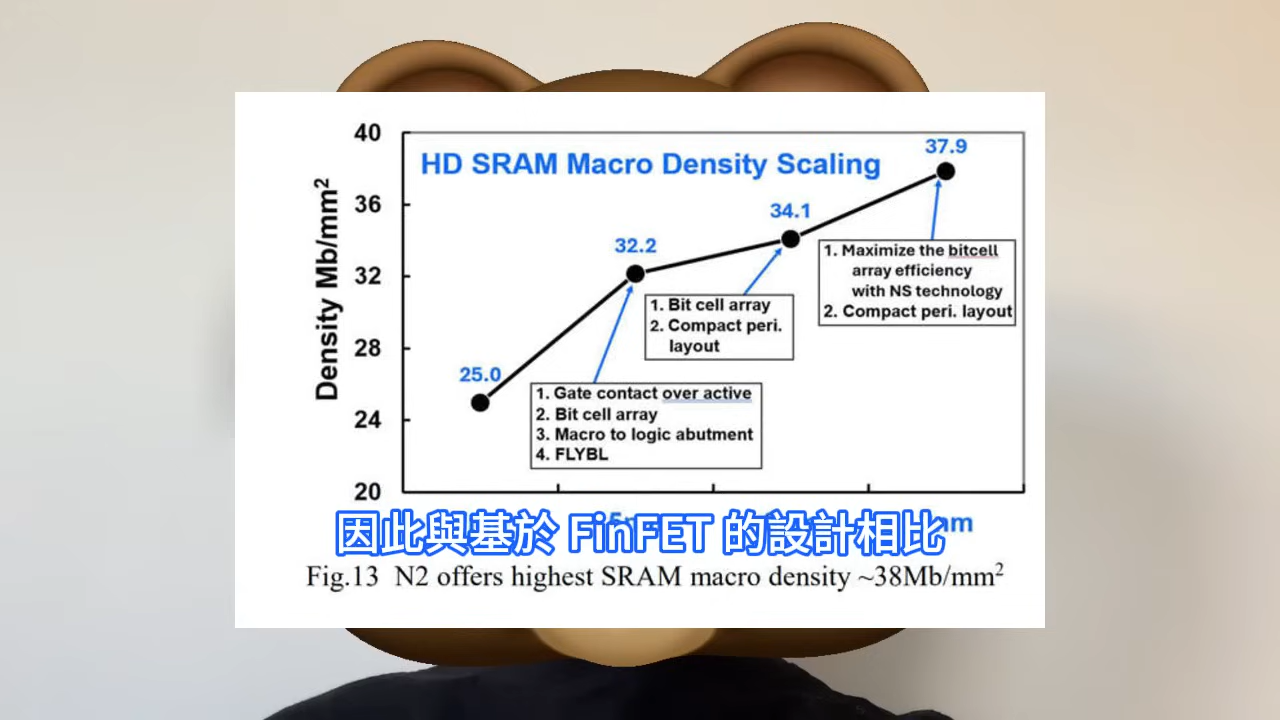 40
36
32
28
24
20
Density Mb/mm²
HD SRAM Macro Density Scaling
25.0
32.2
34.1
37.9
1. Gate contact over active
2. Bit cell array
3. Macro to logic abutment
4. FLYBL
1. Bit cell array
2. Compact peri.
layout
1. Maximize the bitcell
array efficiency
with NS technology
2. Compact peri. layout
因此與基於 FinFET 的設計相比
Fig.13 N2 offers highest SRAM macro density ~38Mb/mm²